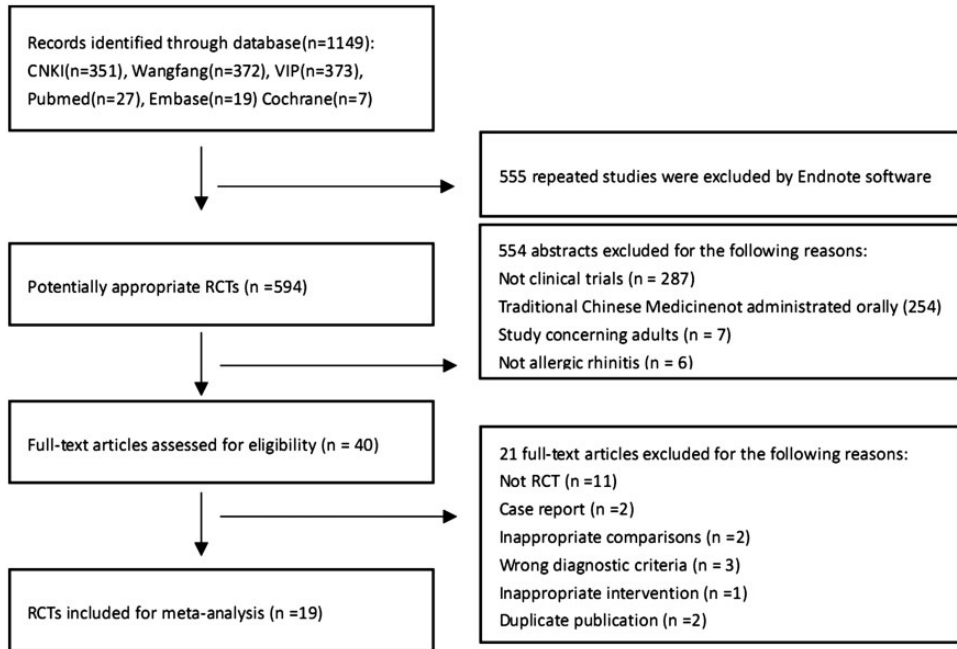 Records identified through database(n=1149):
CNKI(n=351), Wangfang(n=372), VIP(n=373),
Pubmed(n=27), Embase(n=19) Cochrane(n=7)
555 repeated studies were excluded by Endnote software
Potentially appropriate RCTs (n =594)
554 abstracts excluded for the following reasons:
Not clinical trials (n = 287)
Traditional Chinese Medicinenot administrated orally (254)
Study concerning adults (n = 7)
Not allergic rhinitis (n = 6)
Full-text articles assessed for eligibility (n = 40)
21 full-text articles excluded for the following reasons:
Not RCT (n =11)
Case report (n =2)
Inappropriate comparisons (n =2)
Wrong diagnostic criteria (n = 3)
Inappropriate intervention (n =1)
Duplicate publication (n =2)
RCTs included for meta-analysis (n =19)